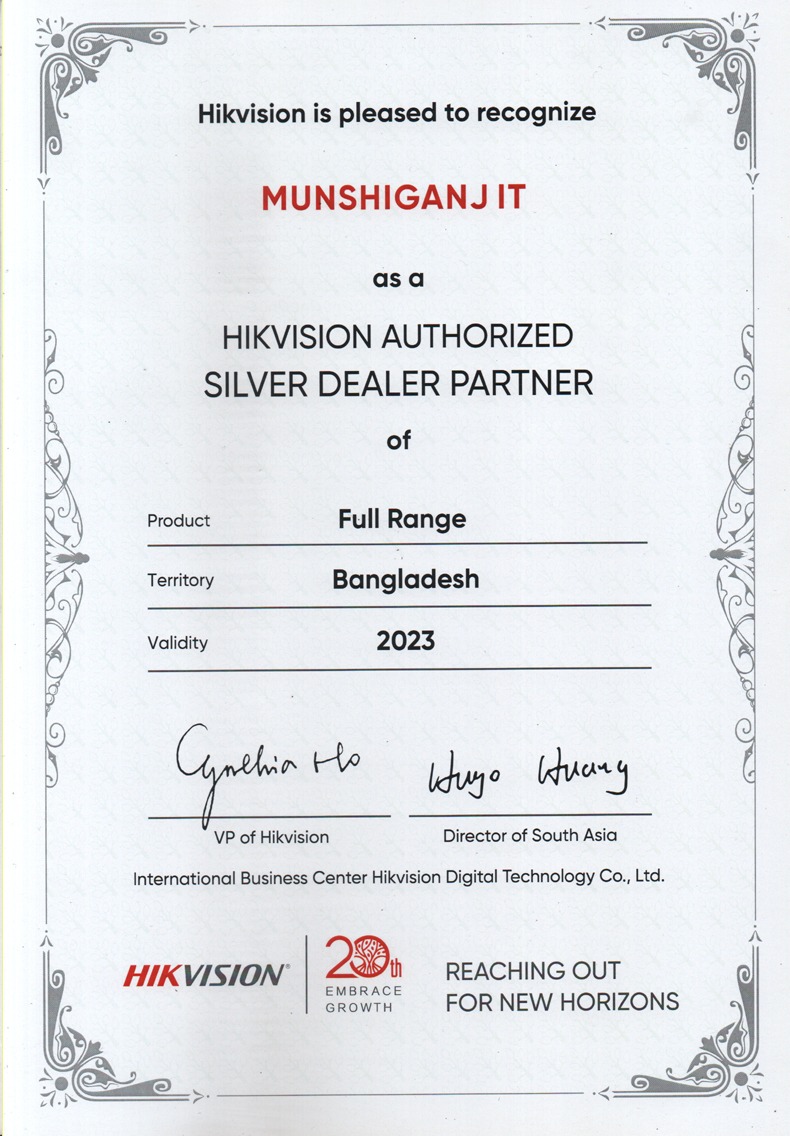 Hikvision is pleased to recognize
MUNSHIGANJ IT
as a
HIKVISION AUTHORIZED
SILVER DEALER PARTNER
of
Product Full Range
Territory Bangladesh
Validity 2023
Cynthia Ho Hugo Huang
VP of Hikvision Director of South Asia
International Business Center Hikvision Digital Technology Co., Ltd.
HIKVISION®
20th
EMBRACE
GROWTH
REACHING OUT
FOR NEW HORIZONS